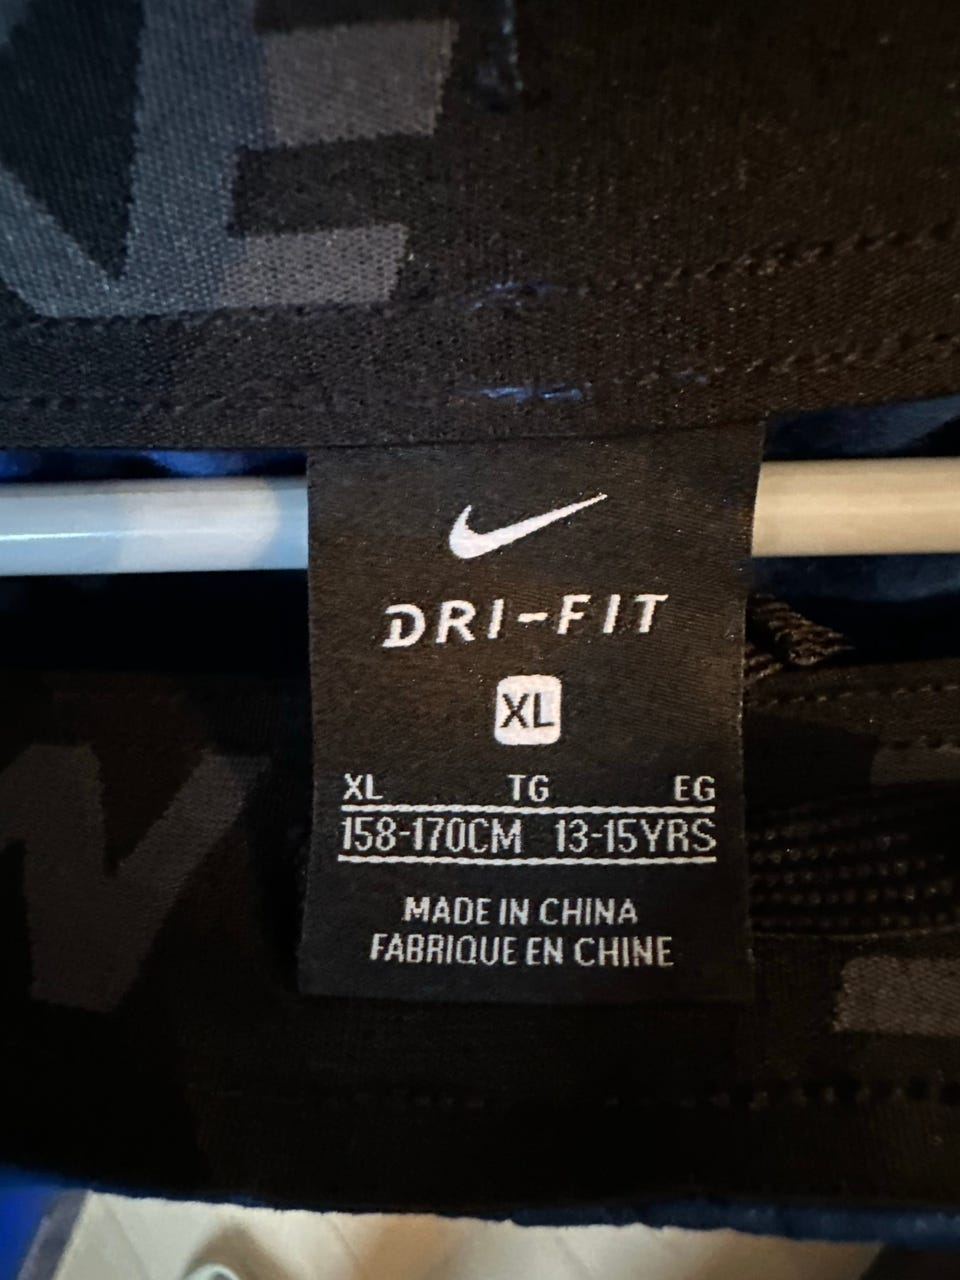 DRI-FIT
XL
XL TG EG
158-170CM 13-15YRS
MADE IN CHINA
FABRIQUE EN CHINE